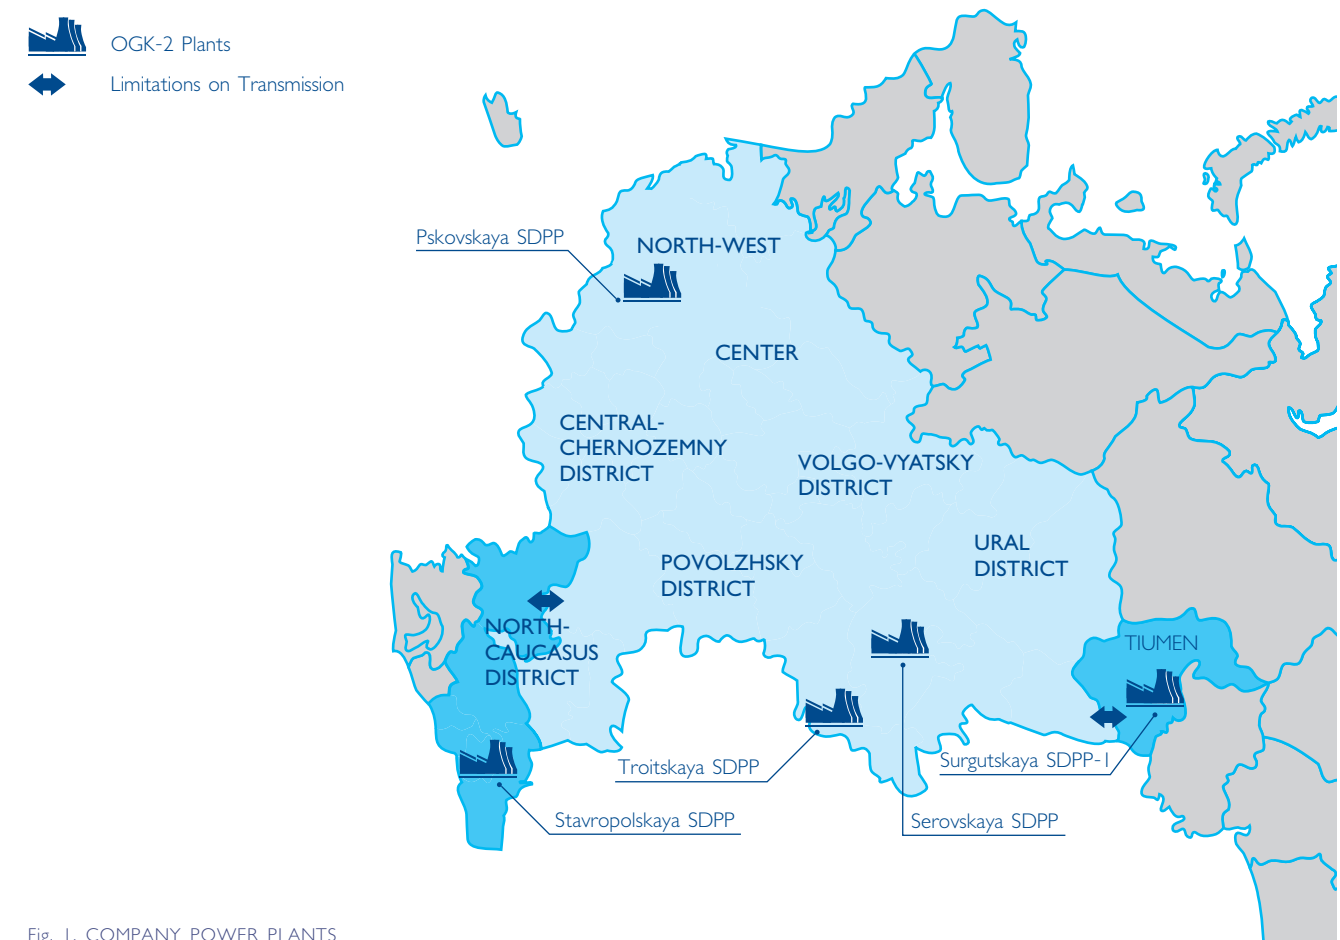 OGK-2 Plants
Limitations on Transmission
Pskovskaya SDPP
NORTH-WEST
CENTER
CENTRAL-
CHERNOZEMNY
DISTRICT
VOLGO-VYATSKY
DISTRICT
URAL
DISTRICT
POVOLZHSKY
DISTRICT
NORTH-
CAUCASUS
DISTRICT
TIUMEN
Troitskaya SDPP
Surgutskaya SDPP-1
Stavropolskaya SDPP
Serovskaya SDPP
Fig. 1. COMPANY POWER PLANTS